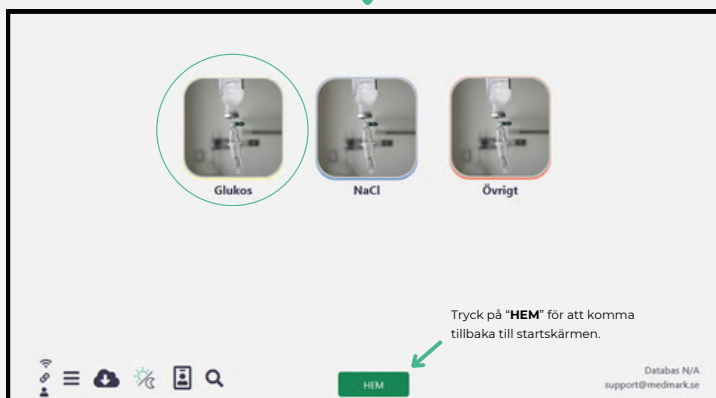 Glukos
NaCl
Övrigt
Tryck på “HEM” för att komma
tillbaka till startskärmen.
HEM
Databas N/A
support@medmark.se